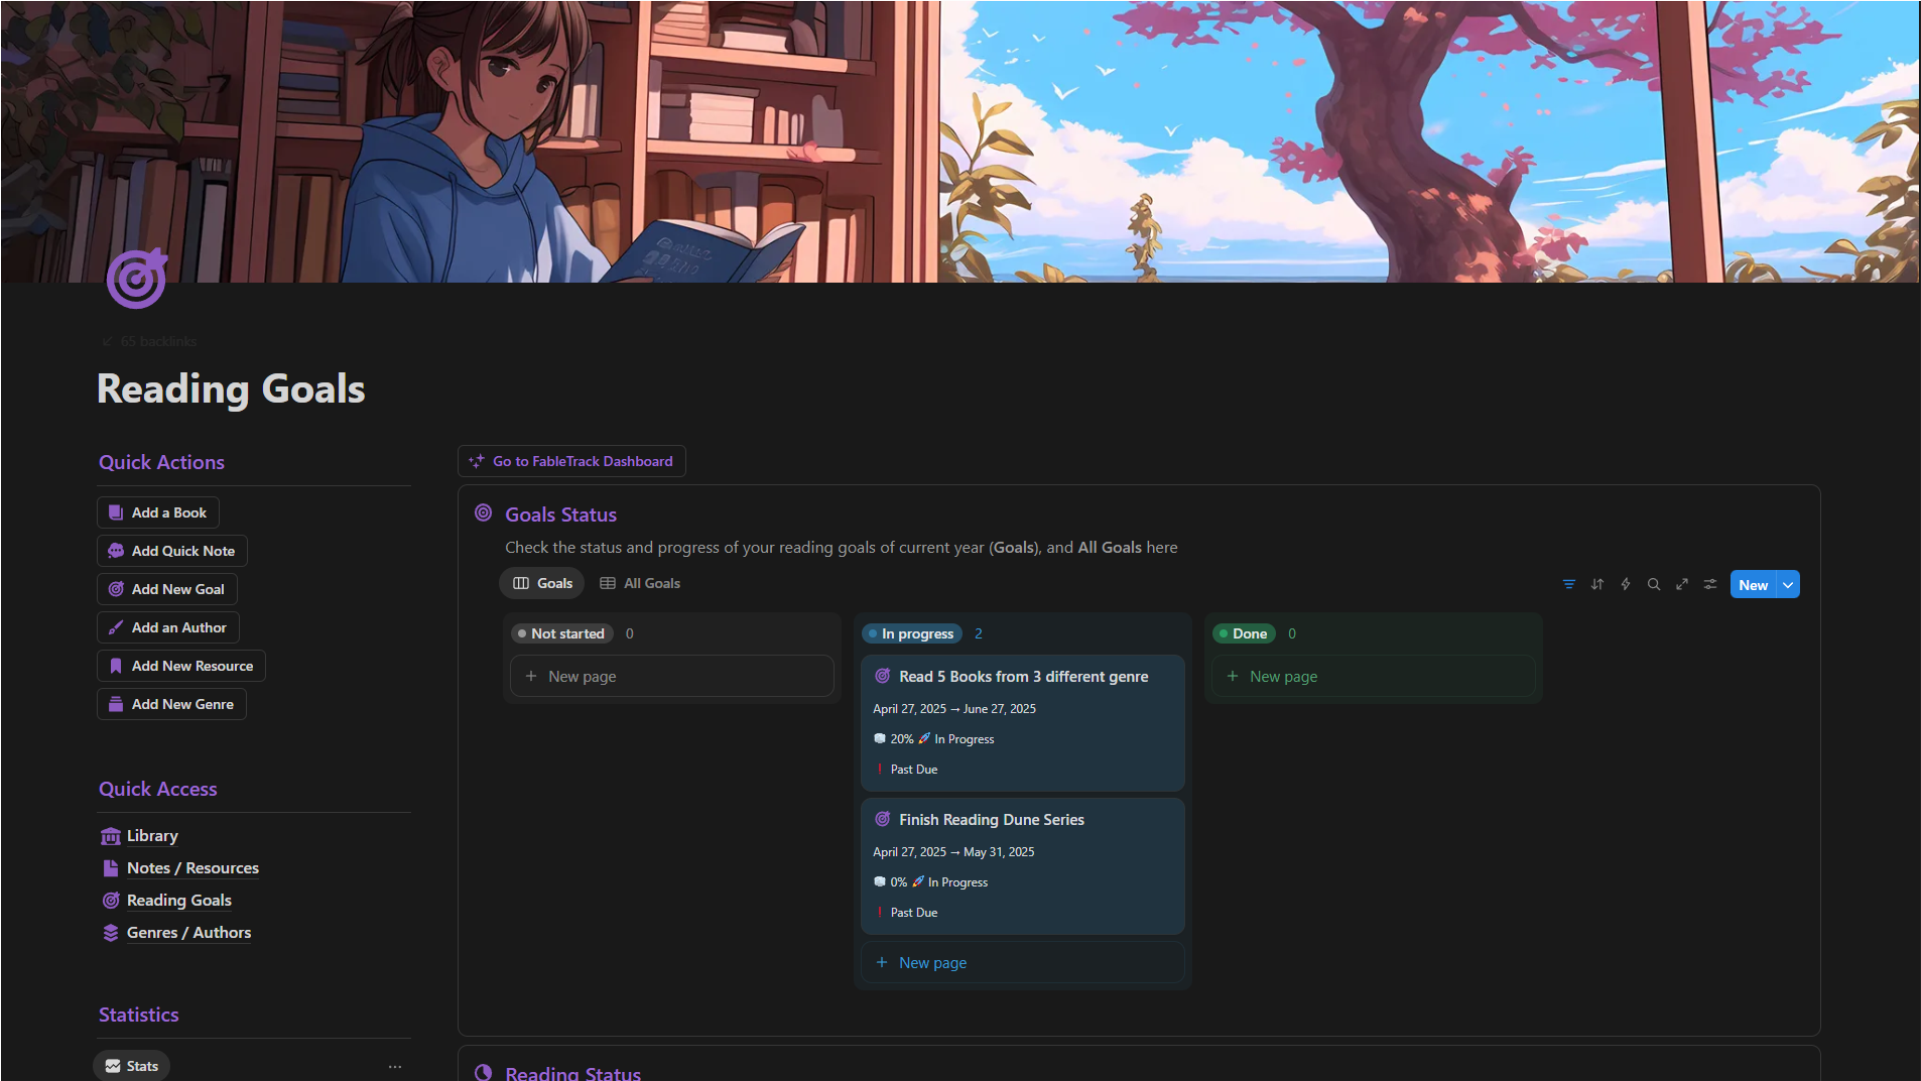 65 backlinks
Reading Goals
Quick Actions
Add a Book
Add Quick Note
Add New Goal
Add an Author
Add New Resource
Add New Genre
Quick Access
Library
Notes / Resources
Reading Goals
Genres / Authors
Statistics
Stats
Go to FableTrack Dashboard
Goals Status
Check the status and progress of your reading goals of current year (Goals), and All Goals here
Goals All Goals
New
Not started 0
New page
In progress 2
Read 5 Books from 3 different genre
April 27, 2025 → June 27, 2025
20% 🚀 In Progress
Past Due
Finish Reading Dune Series
April 27, 2025 → May 31, 2025
0% 🚀 In Progress
Past Due
New page
Done 0
New page
Reading Status